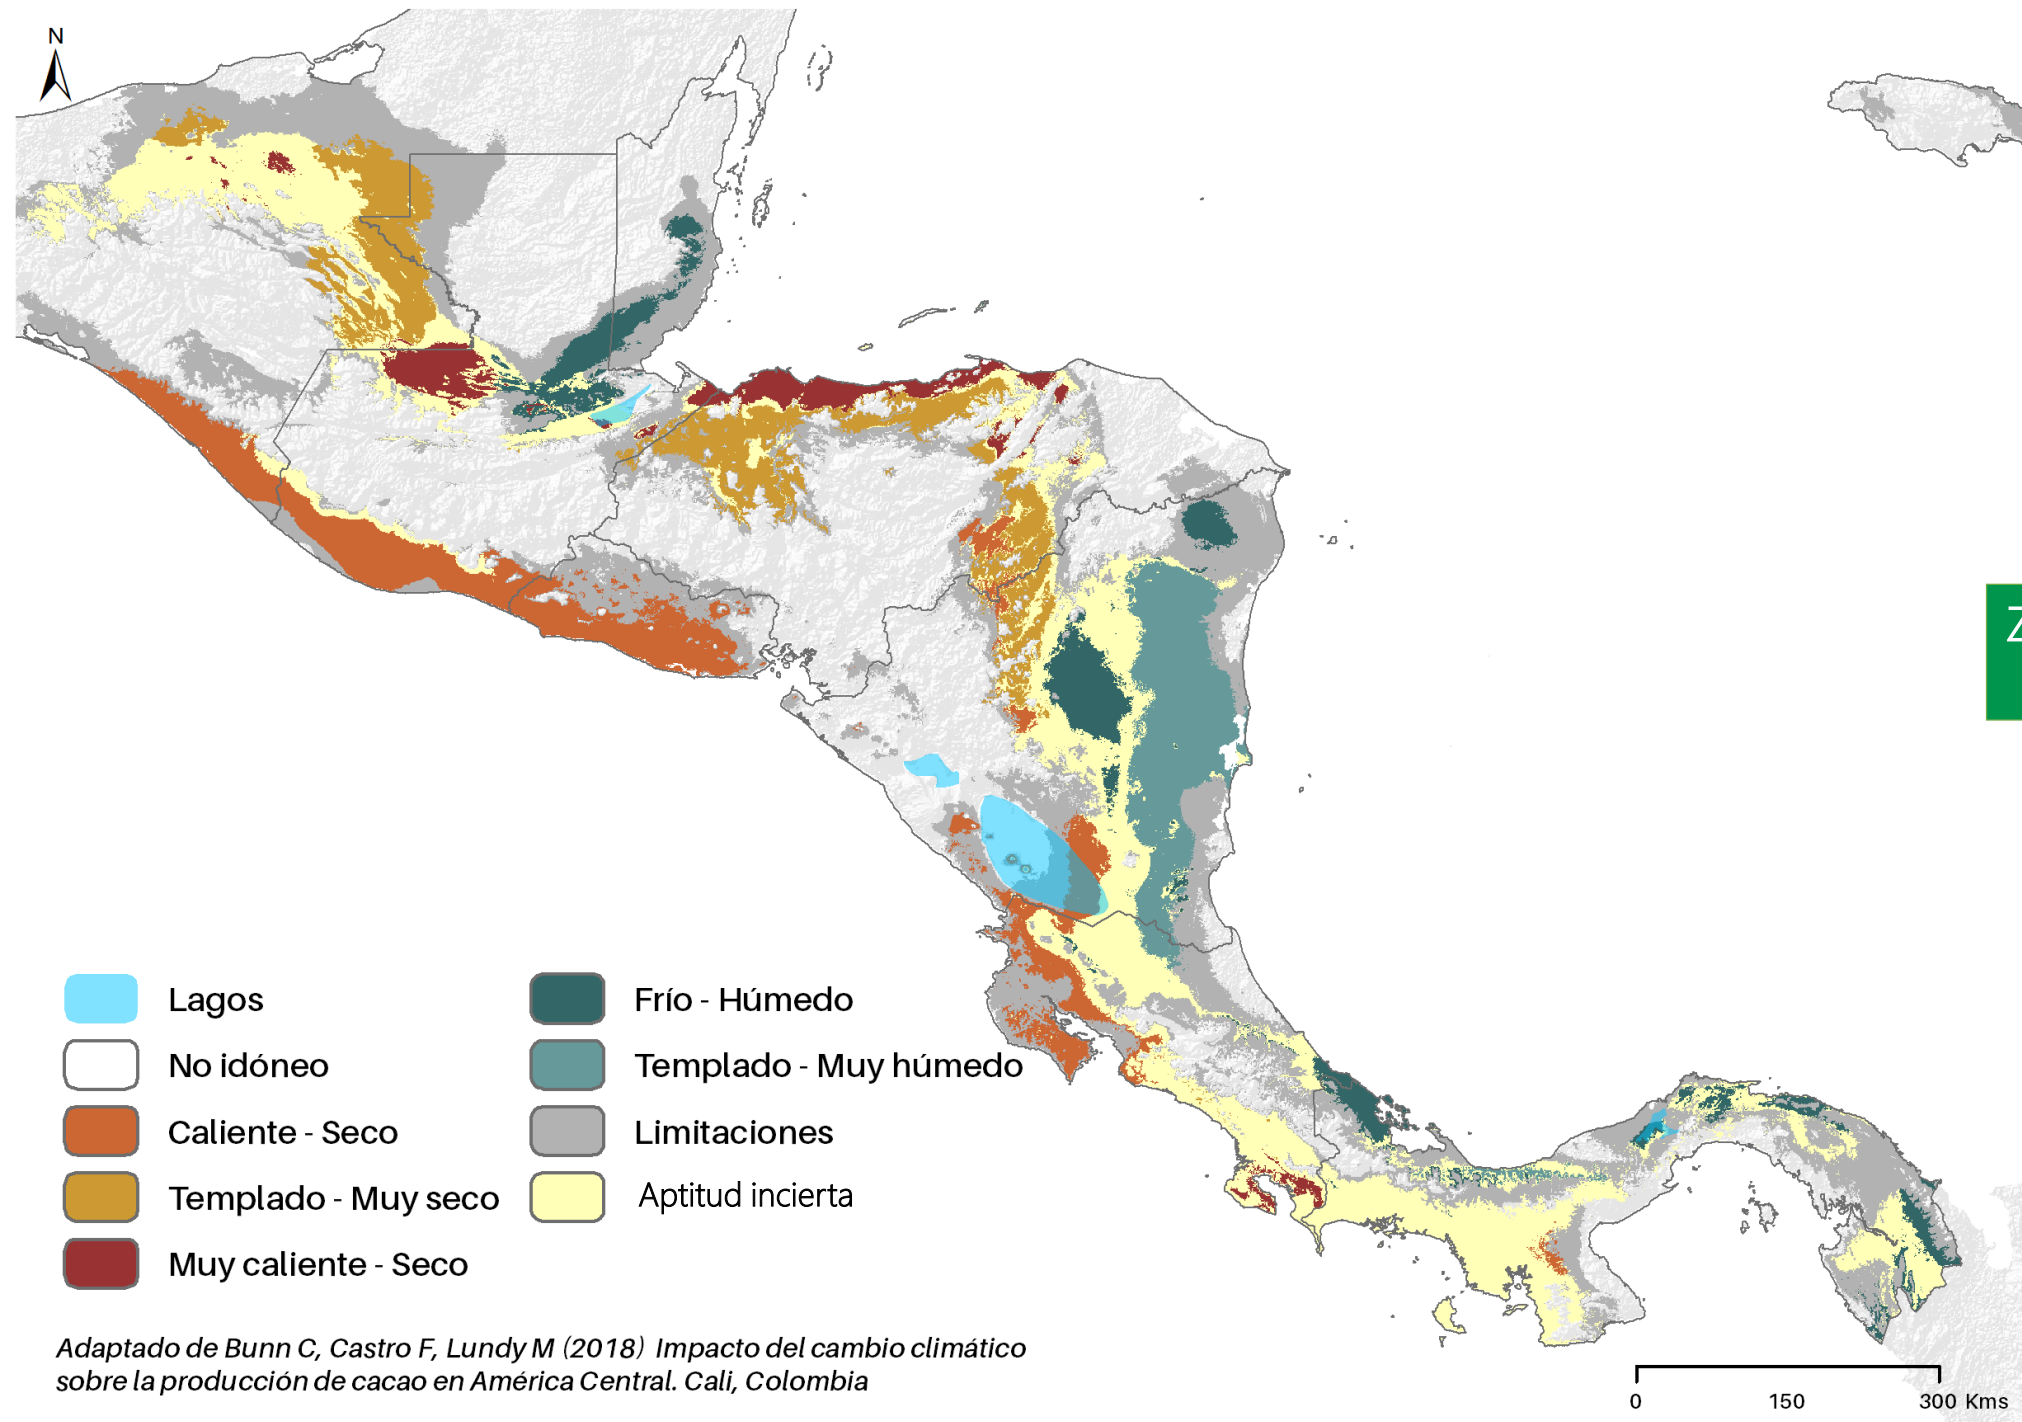 N
Z
Lagos
No idóneo
Caliente - Seco
Templado - Muy seco
Muy caliente - Seco
Frío - Húmedo
Templado - Muy húmedo
Limitaciones
Aptitud incierta
Adaptado de Bunn C, Castro F, Lundy M (2018) Impacto del cambio climático
sobre la producción de cacao en América Central. Cali, Colombia
0 150 300 Kms